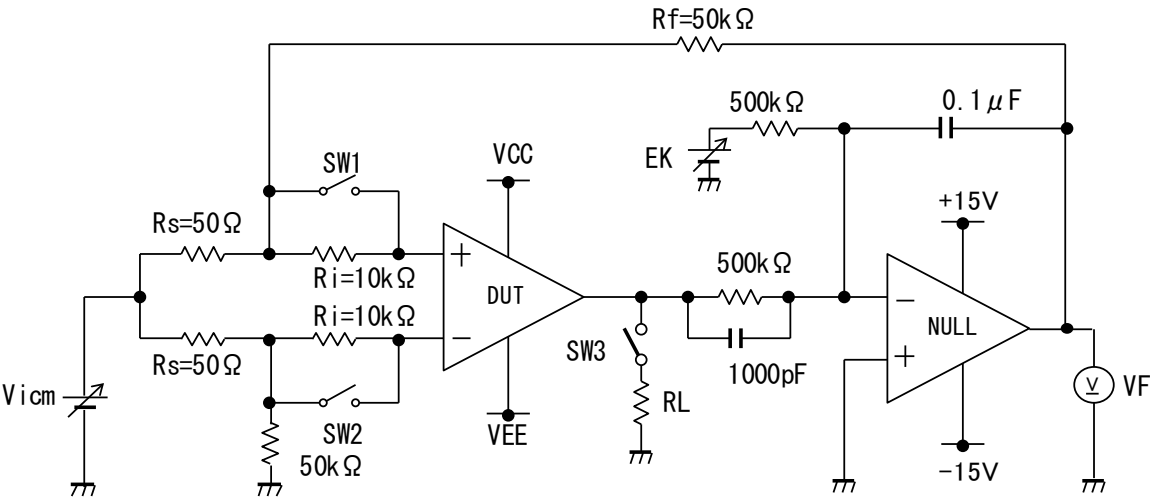 Rf=50kΩ
500kΩ
0.1μF
EK
SW1
VCC
+15V
Rs=50Ω
Ri=10kΩ
500kΩ
+
DUT
−
−
NULL
+
Ri=10kΩ
Rs=50Ω
SW3
1000pF
Vicm
V
VF
RL
SW2
VEE
50kΩ
−15V